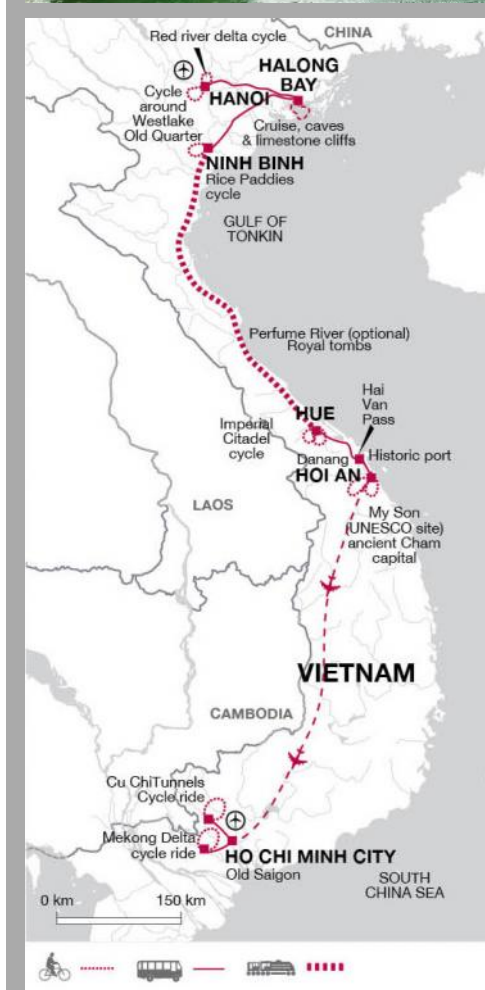 Red river delta cycle
CHINA
HALONG
BAY
Cycle
around
Westlake
Old Quarter
HANOI
Cruise, caves
& limestone cliffs
NINH BINH
Rice Paddies
cycle
GULF OF
TONKIN
Perfume River (optional)
Royal tombs
Hai
Van
Pass
HUE
Imperial
Citadel
cycle
Danang
Historic port
HOI AN
LAOS
My Son
(UNESCO site)
ancient Cham
capital
VIETNAM
CAMBODIA
Cu ChiTunnels
Cycle ride
Mekong Delta
cycle ride
HO CHI MINH CITY
Old Saigon
SOUTH
CHINA SEA
0 km 150 km